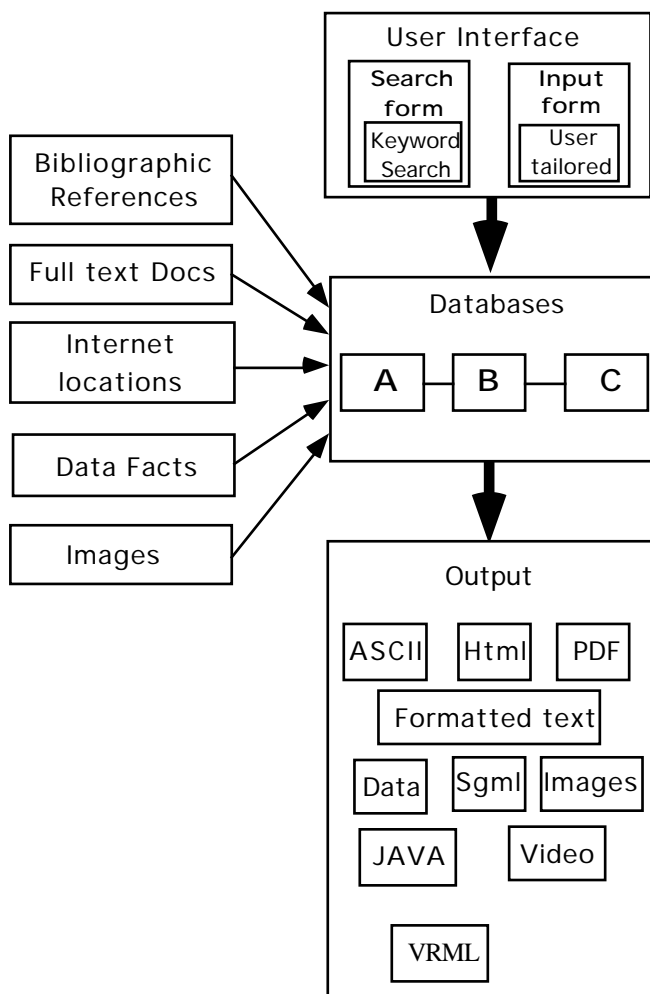 User Interface
Search
form
Keyword
Search
Input
form
User
tailored
Bibliographic
References
Full text Docs
Internet
locations
Data Facts
Images
Databases
A
B
C
Output
ASCII
Html
PDF
Formatted text
Data
Sgml
Images
JAVA
Video
VRML